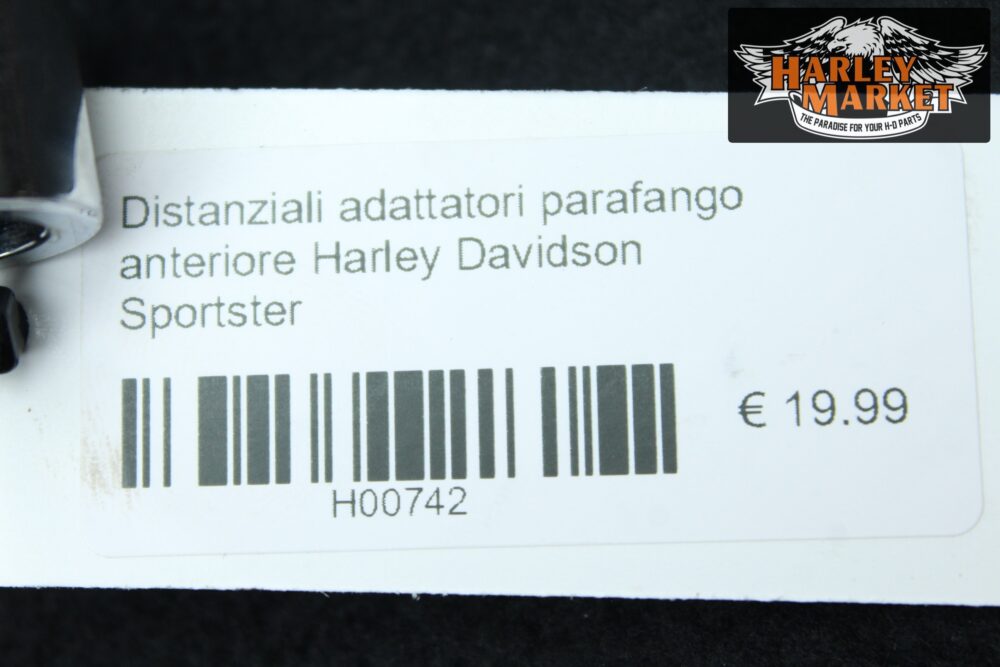 HARLEY
MARKET
THE PARADISE FOR YOUR H-D PARTS
Distanziali adattatori parafango
anteriore Harley Davidson
Sportster
€ 19.99
H00742